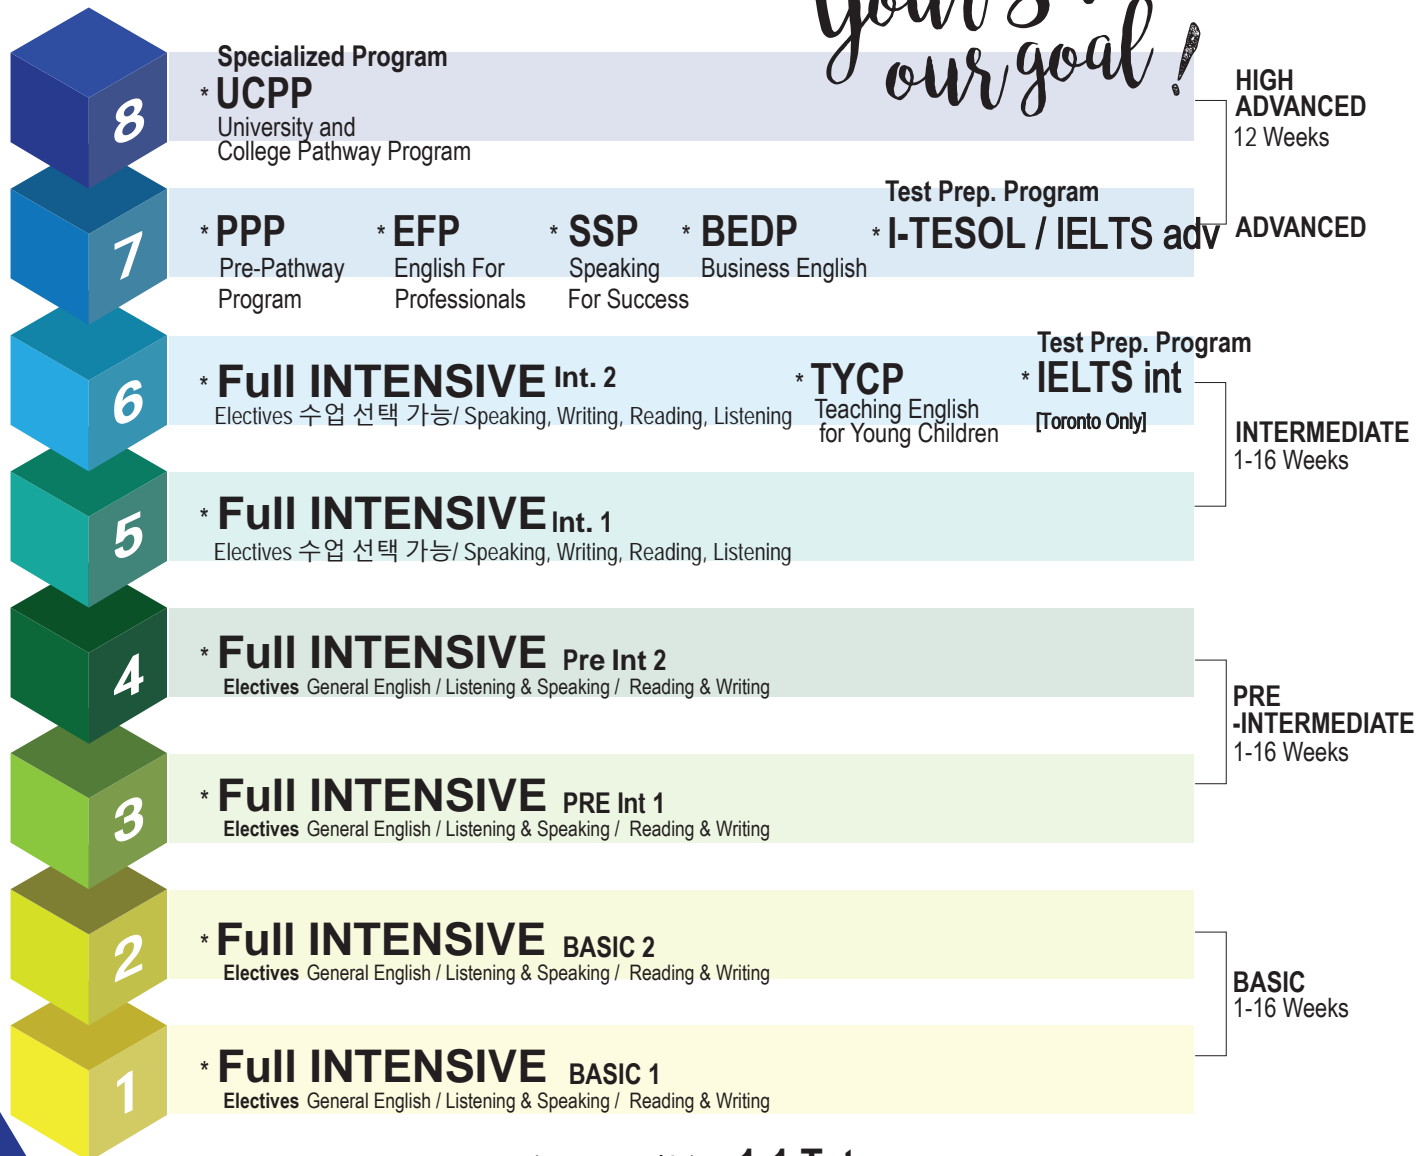 Your
our goal!
Specialized Program
* UCPP
University and
College Pathway Program
8
HIGH
ADVANCED
12 Weeks
Test Prep. Program
* PPP * EFP * SSP * BEDP * I-TESOL / IELTS adv
Pre-Pathway English For Speaking Business English
Program Professionals For Success
7
ADVANCED
Test Prep. Program
* Full INTENSIVE Int. 2 * TYCP * IELTS int
Electives 수업 선택 가능/ Speaking, Writing, Reading, Listening
Teaching English
for Young Children
[Toronto Only]
6
INTERMEDIATE
1-16 Weeks
* Full INTENSIVE Int. 1
Electives 수업 선택 가능/ Speaking, Writing, Reading, Listening
5
* Full INTENSIVE Pre Int 2
Electives General English / Listening & Speaking / Reading & Writing
4
PRE
-INTERMEDIATE
1-16 Weeks
* Full INTENSIVE PRE Int 1
Electives General English / Listening & Speaking / Reading & Writing
3
* Full INTENSIVE BASIC 2
Electives General English / Listening & Speaking / Reading & Writing
2
BASIC
1-16 Weeks
* Full INTENSIVE BASIC 1
Electives General English / Listening & Speaking / Reading & Writing
1